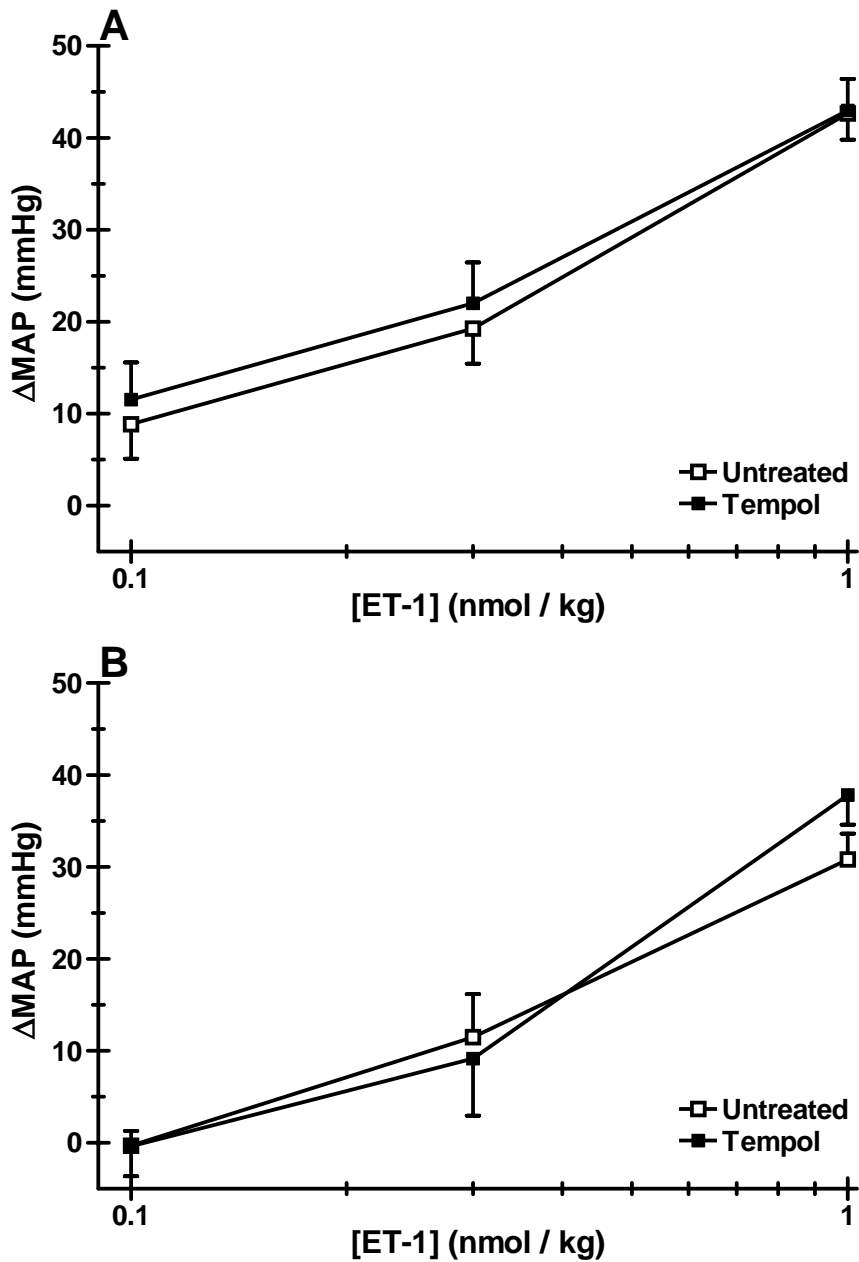 A
50
40
30
20
10
0
ΔMAP (mmHg)
Untreated
Tempol
0.1
1
[ET-1] (nmol / kg)
B
50
40
30
20
10
0
ΔMAP (mmHg)
Untreated
Tempol
0.1
1
[ET-1] (nmol / kg)